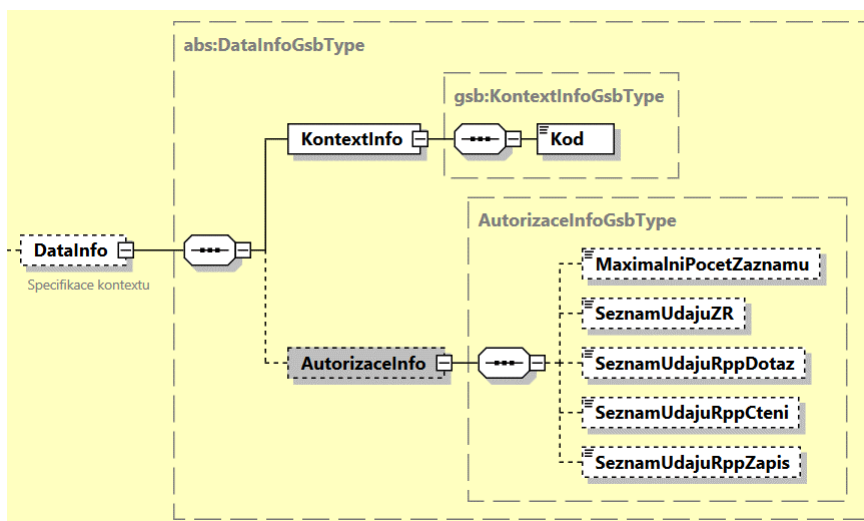 abs:DataInfoGsbType
gsb:KontextInfoGsbType
KontextInfo
Kod
AutorizaceInfoGsbType
DataInfo
Specifikace kontextu
MaximalniPocetZaznamu
SeznamUdajuZR
AutorizaceInfo
SeznamUdajuRppDotaz
SeznamUdajuRppCteni
SeznamUdajuRppZapis